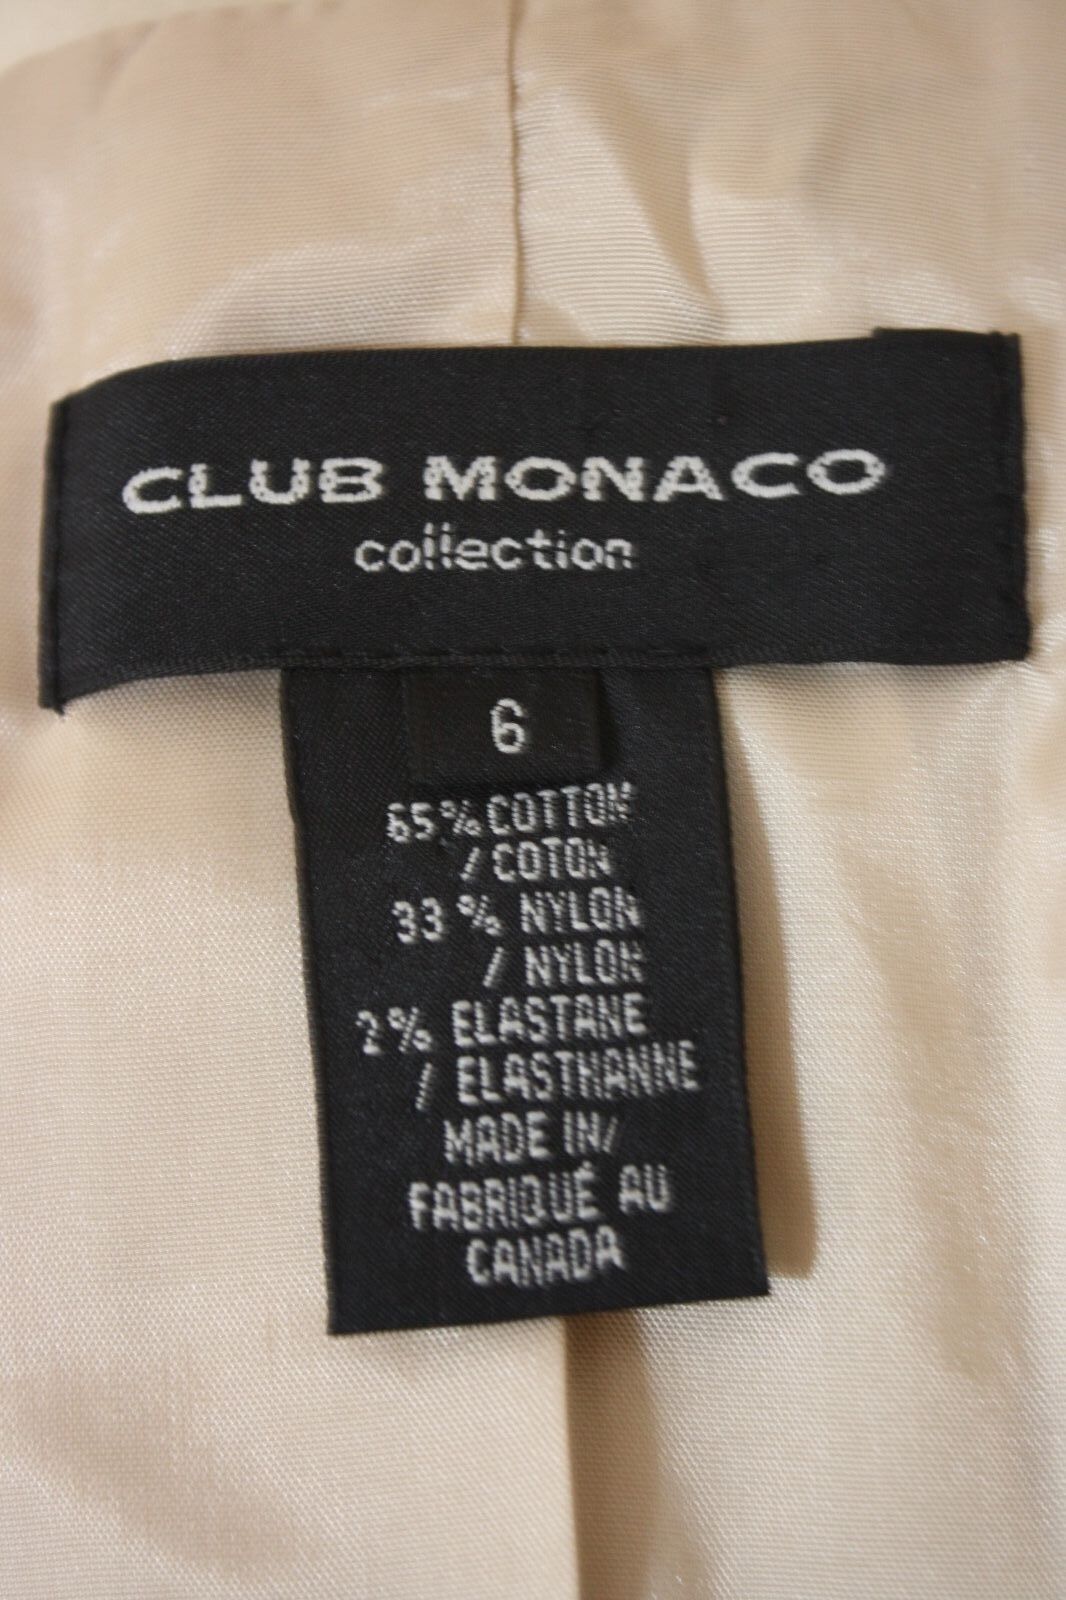 CLUB MONACO
collection
6
65% COTTON
/ COTON
33% NYLON
/ NYLON
2% ELASTANE
/ ELASTHANNE
MADE IN/
FABRIQUÉ AU
CANADA